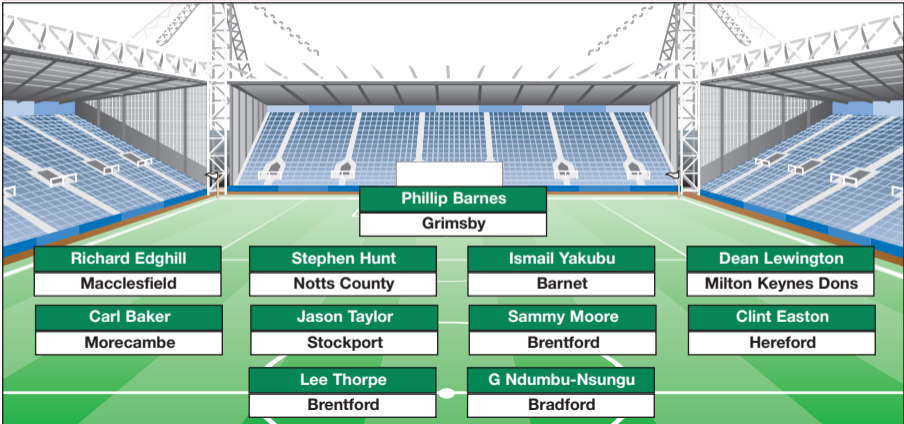 Phillip Barnes
Grimsby
Richard Edghill
Macclesfield
Stephen Hunt
Notts County
Ismail Yakubu
Barnet
Dean Lewington
Milton Keynes Dons
Carl Baker
Morecambe
Jason Taylor
Stockport
Sammy Moore
Brentford
Clint Easton
Hereford
Lee Thorpe
Brentford
G Ndumbu-Nsungu
Bradford